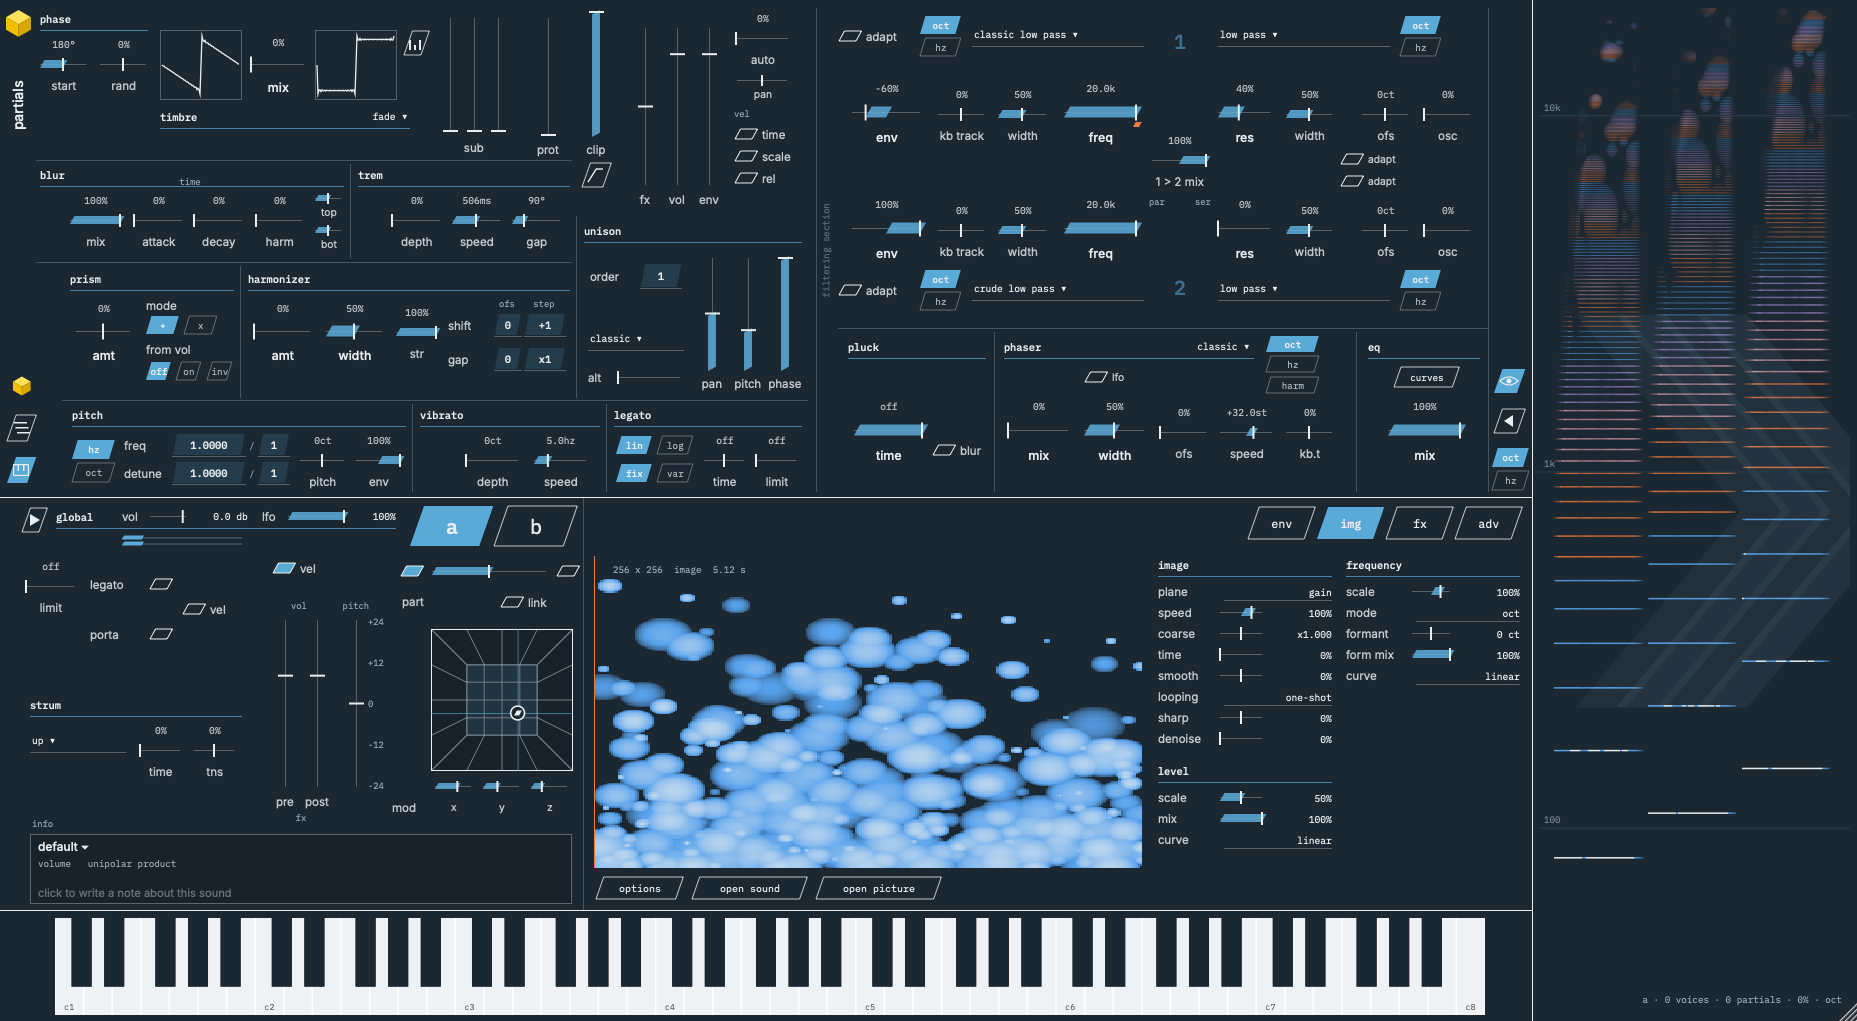 partials
phase
180° 0%
start rand
0%
mix
timbre fade ▾
sub prot clip
fx vol env
0%
auto
pan
vel
time
scale
rel
blur
time
100% 0% 0% 0%
mix attack decay harm
top
bot
trem
0% 506ms 90°
depth speed gap
prism
0%
amt
mode
+ x
from vol
off on inv
harmonizer
0% 50% 100%
amt width str
ofs step
shift 0 +1
gap 0 x1
unison
order 1
classic ▾
alt
pan pitch phase
pitch
hz freq 1.0000 / 1
oct detune 1.0000 / 1
0ct 100%
pitch env
vibrato
0ct 5.0hz
depth speed
legato
lin log
fix var
off off
time limit
filtering section
adapt oct hz classic low pass ▾ 1 low pass ▾ oct hz
-60% 0% 50% 20.0k 40% 50% 0ct 0%
env kb track width freq res width ofs osc
100%
1 > 2 mix
par ser
adapt
adapt
100% 0% 50% 20.0k 0% 50% 0ct 0%
env kb track width freq res width ofs osc
adapt oct hz crude low pass ▾ 2 low pass ▾ oct hz
pluck
off
time
blur
phaser classic ▾
oct
hz
harm
lfo
0% 50% 0% +32.0st 0%
mix width ofs speed kb.t
eq
curves
100%
mix
oct
hz
global vol 0.0 db lfo 100%
a b
off
limit
legato
vel
porta
vel
vol pitch
+24
+12
0
-12
-24
pre post
fx
part
link
mod x y z
strum
up ▾
0% 0%
time tns
info
default ▾
volume unipolar product
click to write a note about this sound
env img fx adv
256 x 256 image 5.12 s
options open sound open picture
image
plane gain
speed 100%
coarse x1.000
time 0%
smooth 0%
looping one-shot
sharp 0%
denoise 0%
level
scale 50%
mix 100%
curve linear
frequency
scale 100%
mode oct
formant 0 ct
form mix 100%
curve linear
10k
1k
100
c1 c2 c3 c4 c5 c6 c7 c8
a · 0 voices · 0 partials · 0% · oct